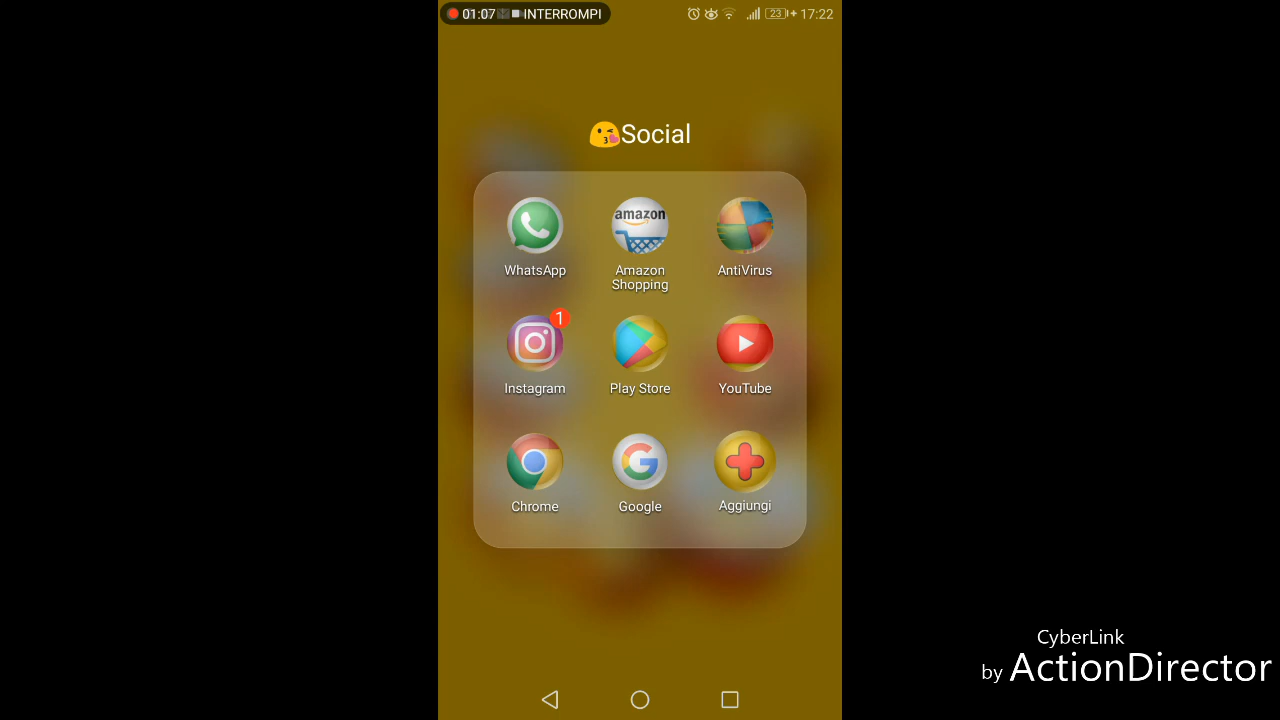 01:07 INTERROMPI
23 17:22
😘Social
amazon
WhatsApp
Amazon
Shopping
AntiVirus
1
Instagram
Play Store
YouTube
Chrome
Google
Aggiungi
CyberLink
by ActionDirector